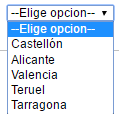 --Elige opcion--
--Elige opcion--
Castellón
Alicante
Valencia
Teruel
Tarragona